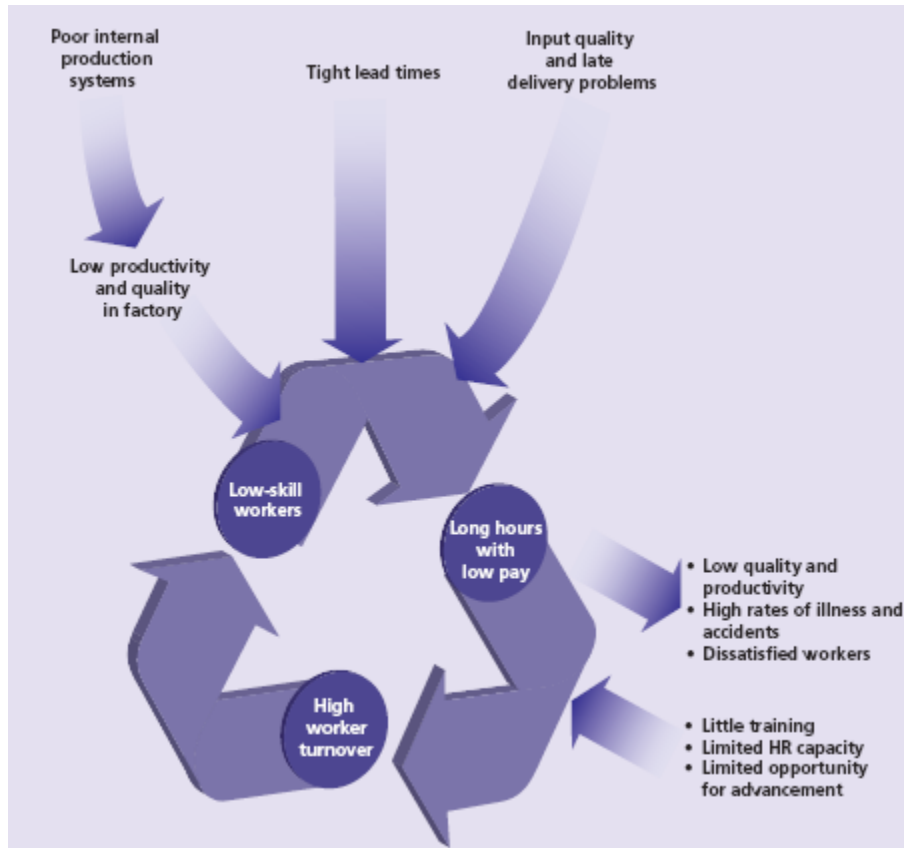 Poor internal
production
systems
Tight lead times
Input quality
and late
delivery problems
Low productivity
and quality
in factory
Low-skill
workers
Long hours
with
low pay
• Low quality and
productivity
• High rates of illness and
accidents
• Dissatisfied workers
High
worker
turnover
• Little training
• Limited HR capacity
• Limited opportunity
for advancement